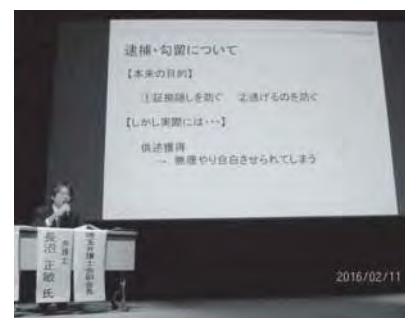 逮捕・勾留について
【本来の目的】
①証拠隠しを防ぐ ②逃げるのを防ぐ
【しかし実際には・・・】
供述獲得
→ 無理やり自白させられてしまう
弁護士
長沼正敏氏
埼玉弁護士会副会長
2016/02/11